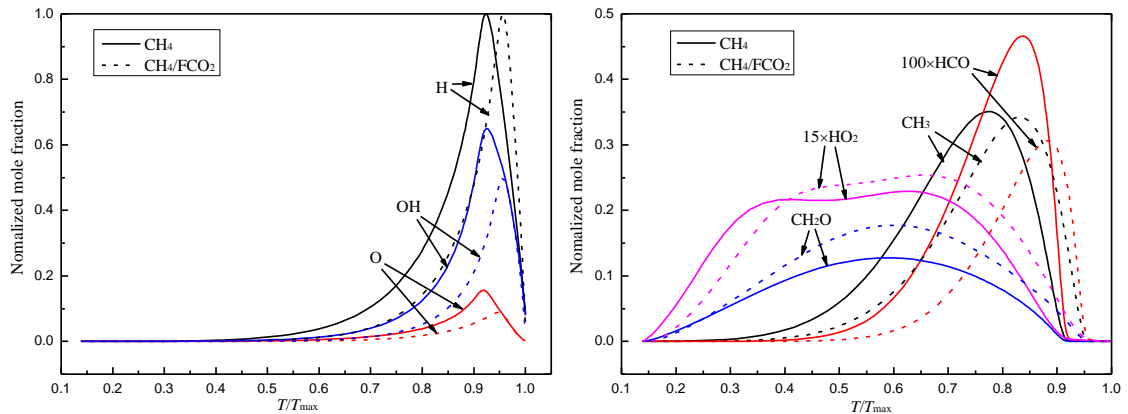 Nomalized mole fraction
1.0
0.8
0.6
0.4
0.2
0.0
CH₄
CH₄/FCO₂
H
OH
O
0.1 0.2 0.3 0.4 0.5 0.6 0.7 0.8 0.9 1.0
T/Tmax
Nomalized mole fraction
0.5
0.4
0.3
0.2
0.1
0.0
CH₄
CH₄/FCO₂
100×HCO
CH₃
15×HO₂
CH₂O
0.1 0.2 0.3 0.4 0.5 0.6 0.7 0.8 0.9 1.0
T/Tmax